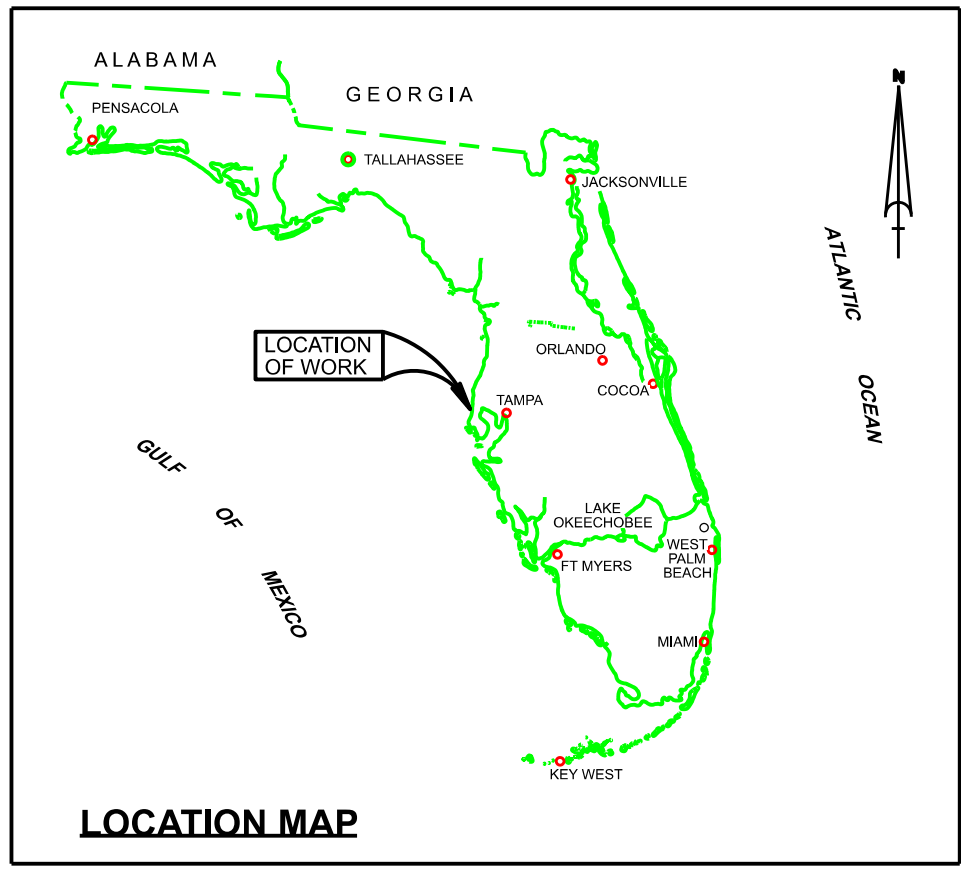 ALABAMA
GEORGIA
N
PENSACOLA
TALLAHASSEE
JACKSONVILLE
ATLANTIC
OCEAN
LOCATION
OF WORK
ORLANDO
COCOA
TAMPA
GULF
OF
MEXICO
LAKE
OKEECHOBEE
WEST
PALM
BEACH
FT MYERS
MIAMI
KEY WEST
LOCATION MAP